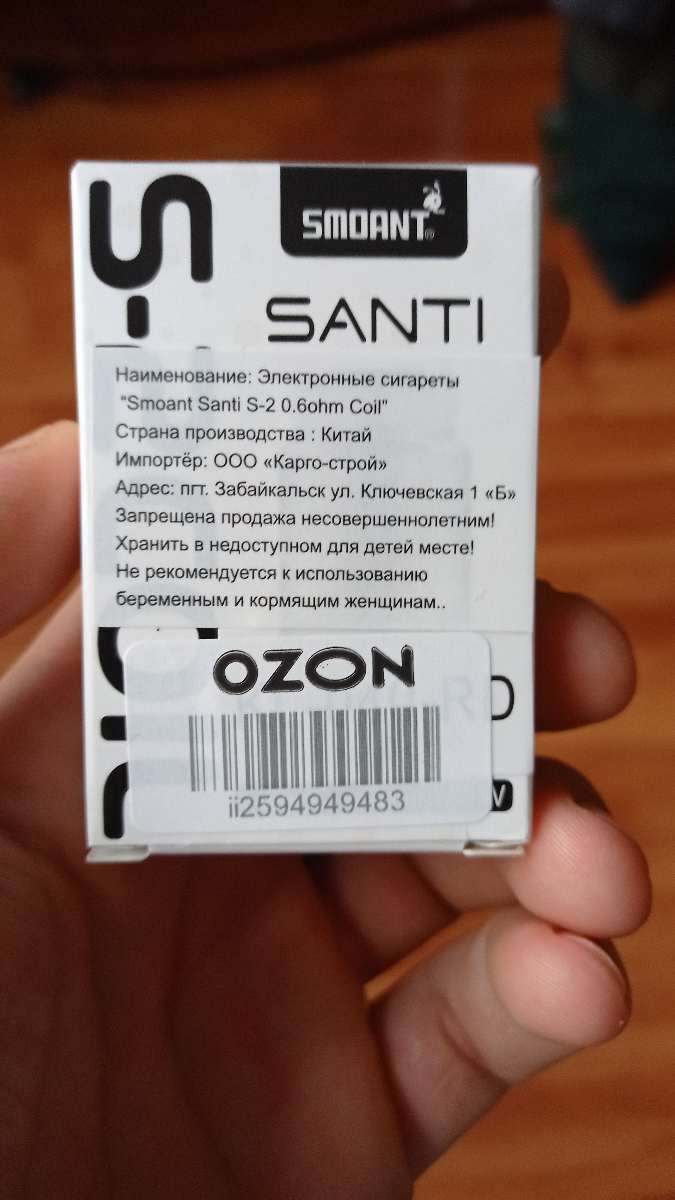 SMOANT®
SANTI
S-2
Наименование: Электронные сигареты
"Smoant Santi S-2 0.6ohm Coil"
Страна производства : Китай
Импортёр: ООО «Карго-строй»
Адрес: пгт. Забайкальск ул. Ключевская 1 «Б»
Запрещена продажа несовершеннолетним!
Хранить в недоступном для детей месте!
Не рекомендуется к использованию
беременным и кормящим женщинам..
OZON
ii2594949483